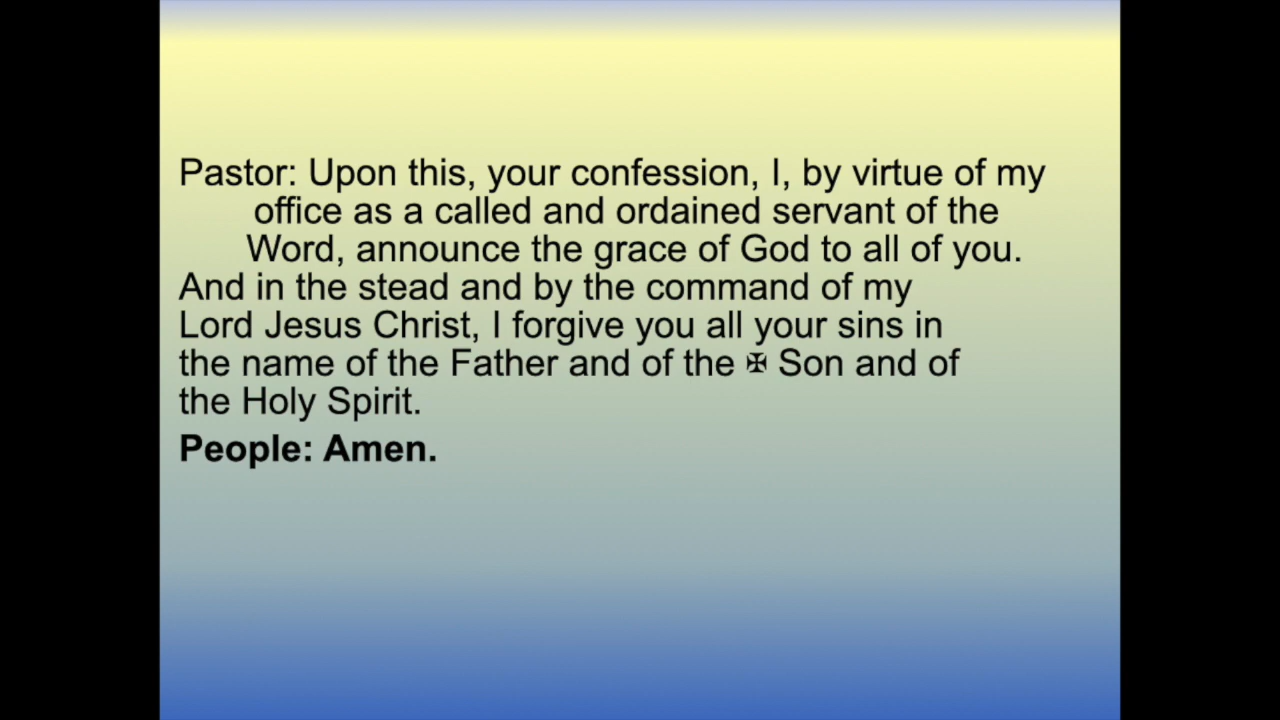 Pastor: Upon this, your confession, I, by virtue of my
office as a called and ordained servant of the
Word, announce the grace of God to all of you.
And in the stead and by the command of my
Lord Jesus Christ, I forgive you all your sins in
the name of the Father and of the ✠ Son and of
the Holy Spirit.
People: Amen.